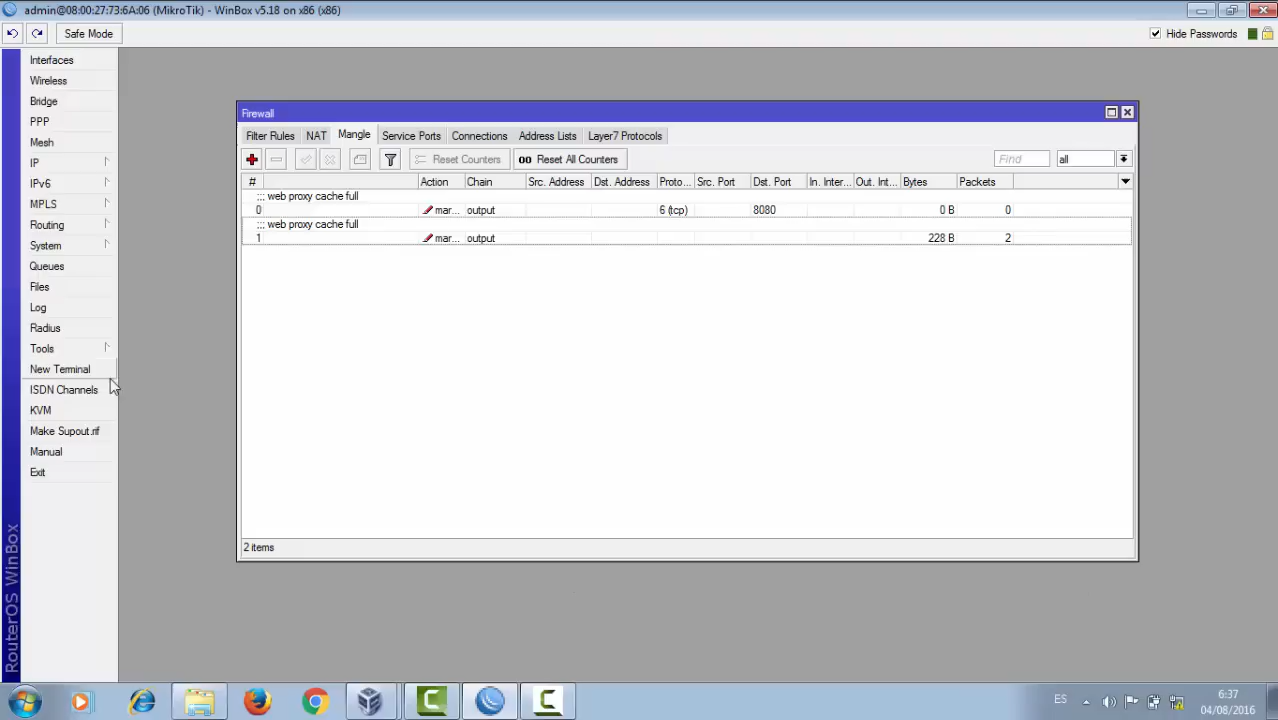 admin@08:00:27:73:6A:06 (MikroTik) - WinBox v5.18 on x86 (x86)
Safe Mode
Hide Passwords
Interfaces
Wireless
Bridge
PPP
Mesh
IP
IPv6
MPLS
Routing
System
Queues
Files
Log
Radius
Tools
New Terminal
ISDN Channels
KVM
Make Supout.rif
Manual
Exit
RouterOS WinBox
Firewall
Filter Rules NAT Mangle Service Ports Connections Address Lists Layer7 Protocols
Reset Counters 00 Reset All Counters Find all
# Action Chain Src. Address Dst. Address Proto... Src. Port Dst. Port In. Inter... Out. Int... Bytes Packets
::: web proxy cache full
0 mar... output 6 (tcp) 8080 0 B 0
::: web proxy cache full
1 mar... output 228 B 2
2 items
ES
6:37
04/08/2016